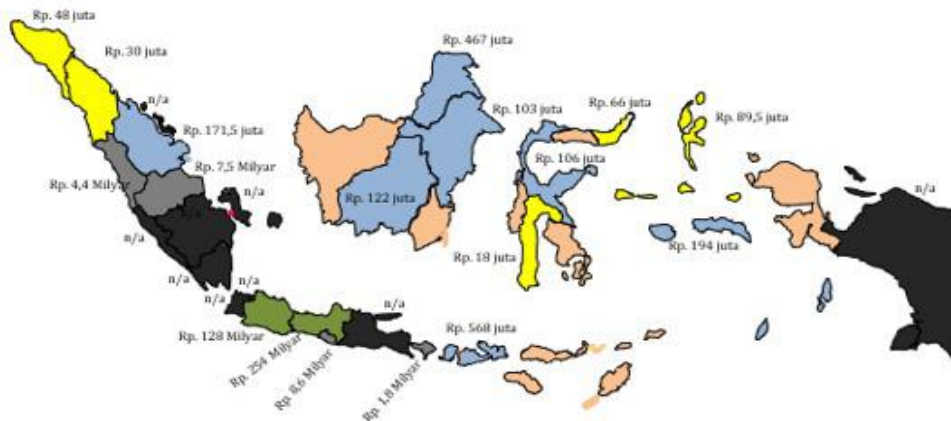 Rp. 48 juta
Rp. 30 juta
n/a
Rp. 171,5 juta
Rp. 7,5 Milyar
Rp. 4,4 Milyar
n/a
n/a
n/a
n/a
n/a
Rp. 467 juta
Rp. 103 juta
Rp. 66 juta
Rp. 89,5 juta
Rp. 106 juta
Rp. 122 juta
Rp. 18 juta
Rp. 194 juta
n/a
n/a
Rp. 128 Milyar
Rp. 254 Milyar
Rp. 8,6 Milyar
Rp. 1,8 Milyar
Rp. 568 juta